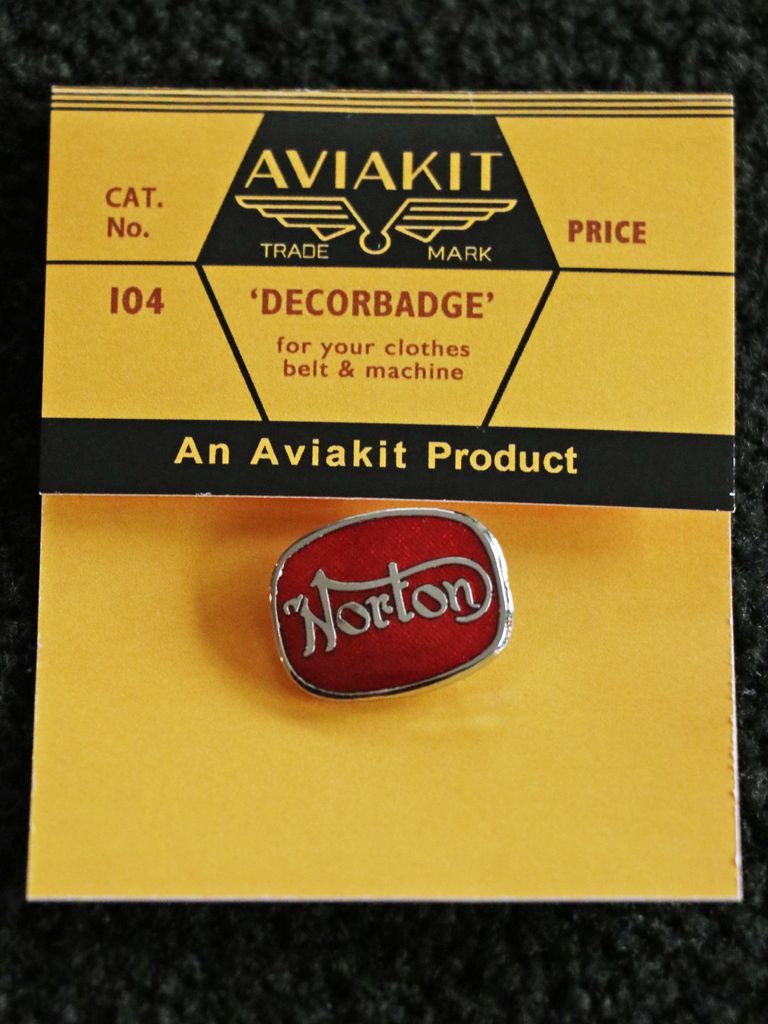 AVIAKIT
TRADE MARK
CAT.
No.
PRICE
104
'DECORBADGE'
for your clothes
belt & machine
An Aviakit Product
Norton